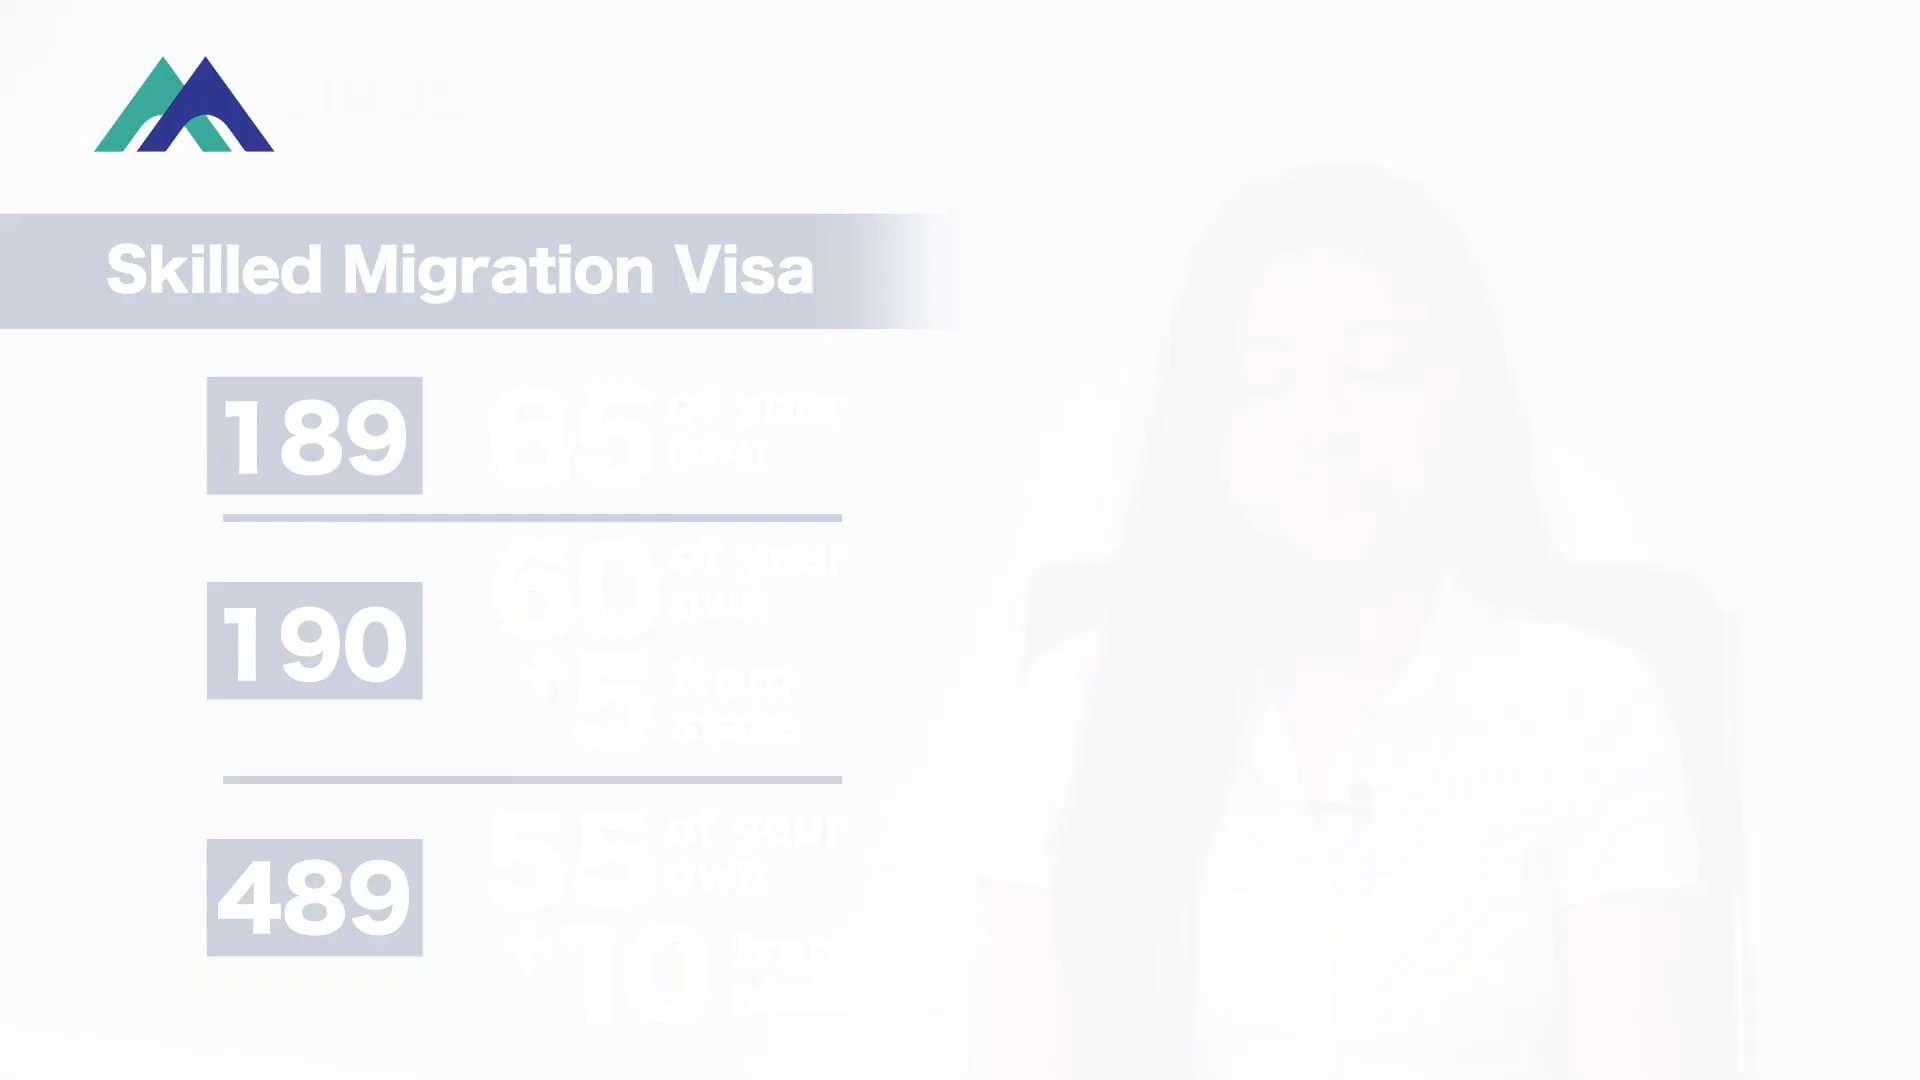 Skilled Migration Visa
189
65 of your
own
190
60 of your
own
+5 from
state
489
55 of your
own
+10 from
state